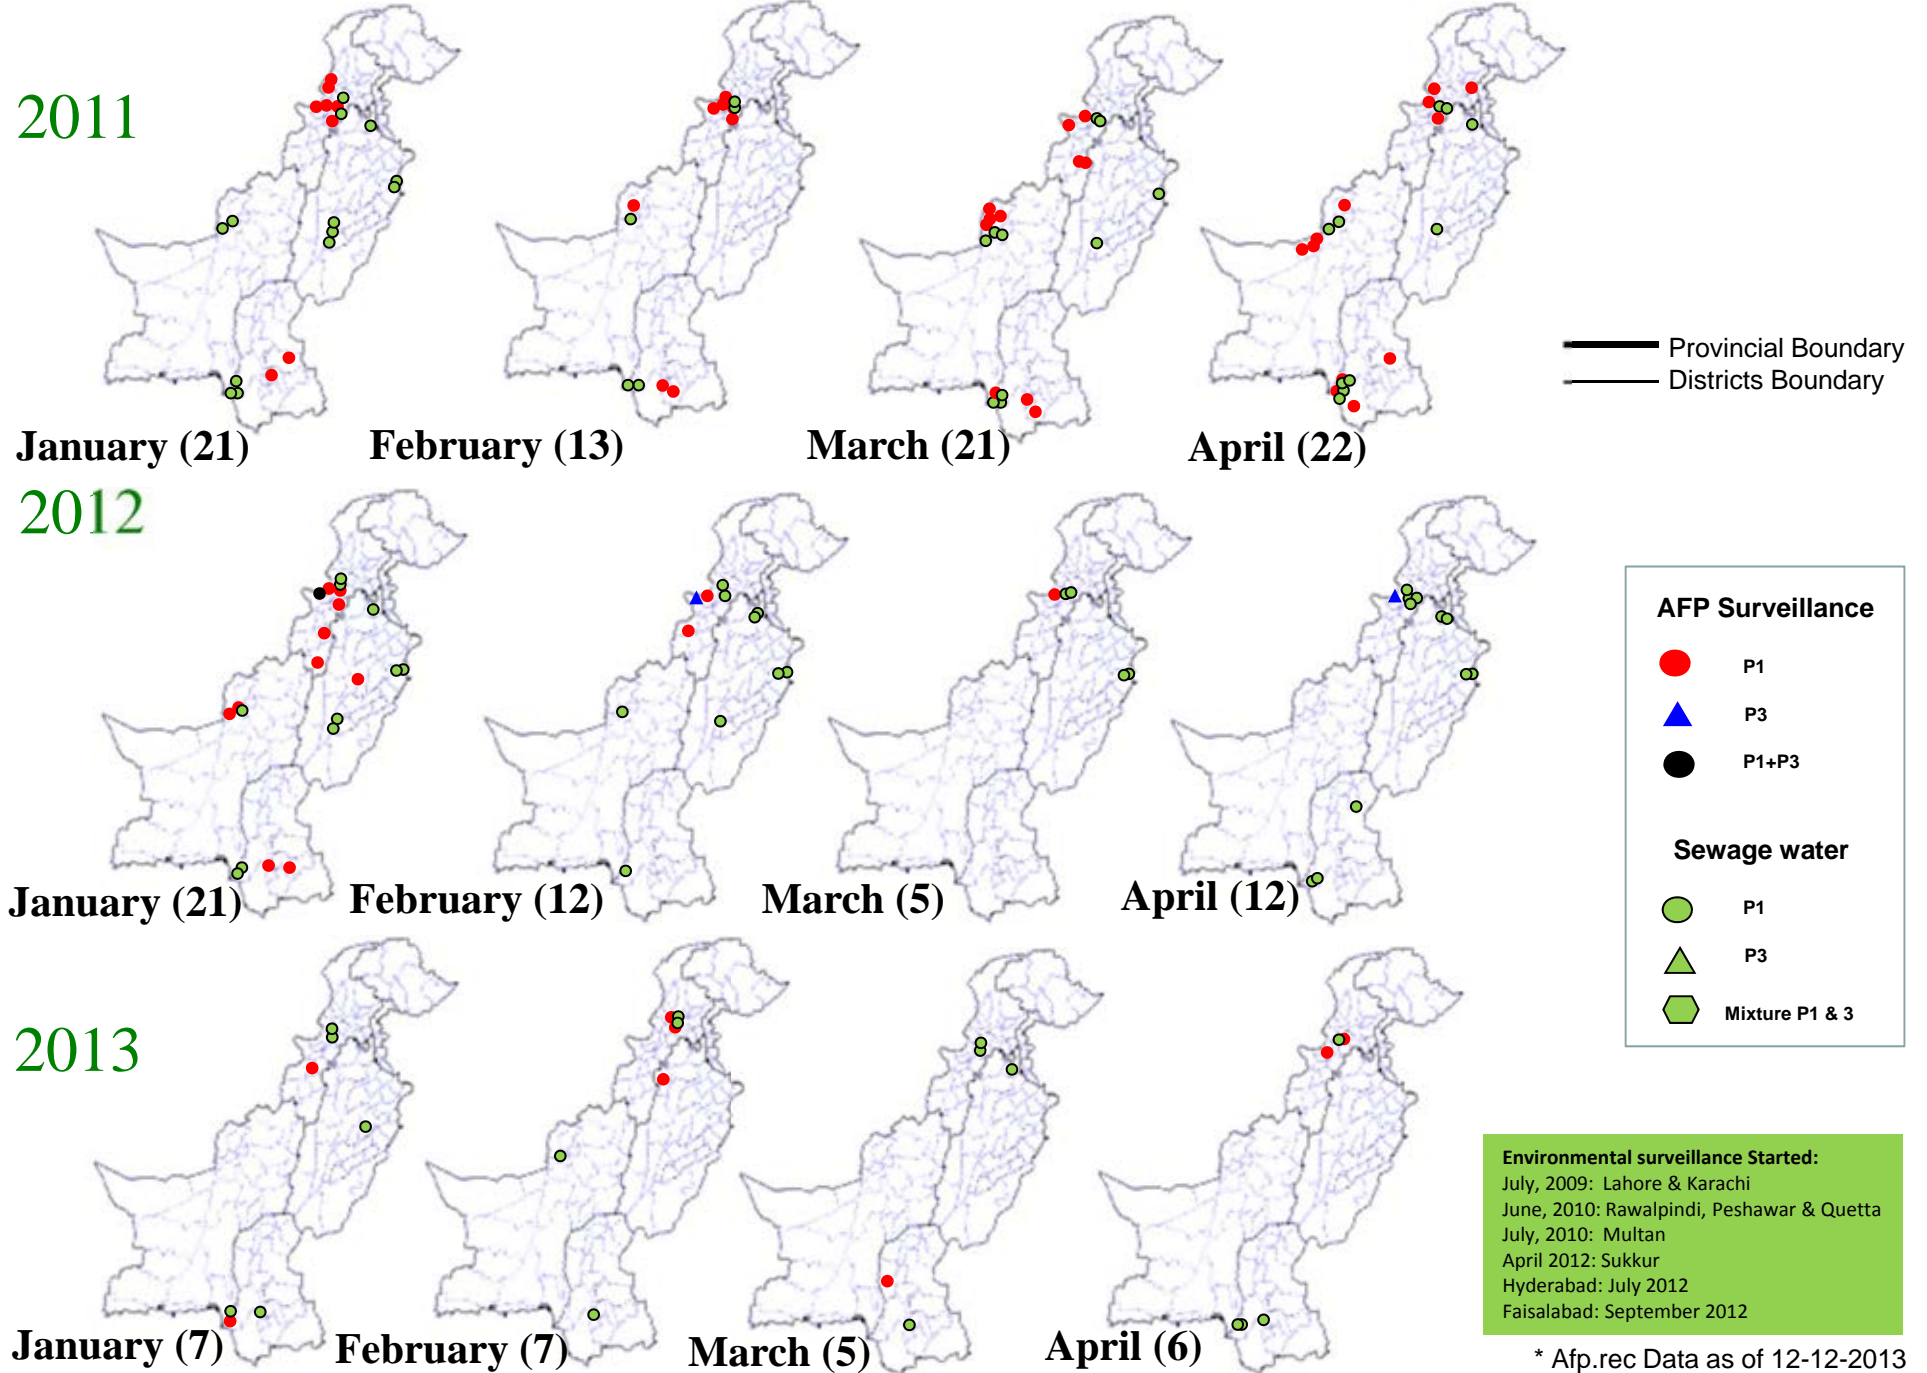 2011
January (21)
February (13)
March (21)
April (22)
Provincial Boundary
Districts Boundary
2012
January (21)
February (12)
March (5)
April (12)
AFP Surveillance
P1
P3
P1+P3
Sewage water
P1
P3
Mixture P1 & 3
2013
January (7)
February (7)
March (5)
April (6)
Environmental surveillance Started:
July, 2009: Lahore & Karachi
June, 2010: Rawalpindi, Peshawar & Quetta
July, 2010: Multan
April 2012: Sukkur
Hyderabad: July 2012
Faisalabad: September 2012
* Afp.rec Data as of 12-12-2013